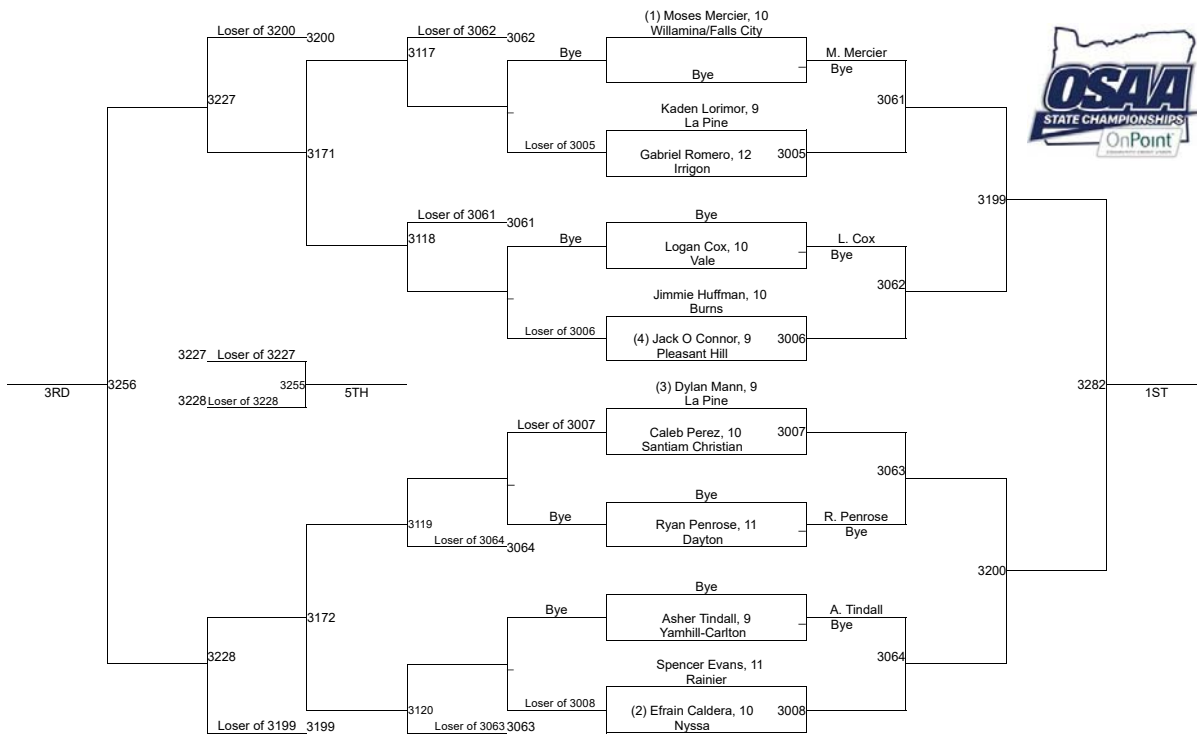 (1) Moses Mercier, 10
Loser of 3200 3200
Loser of 3062 3062
Willamina/Falls City
3117
Bye
M. Mercier
Bye
Bye
3227
Kaden Lorimor, 9
3061
La Pine
OSAA
STATE CHAMPIONSHIPS
OnPoint
3171
Loser of 3005
Gabriel Romero, 12
3005
Irrigon
3199
Loser of 3061 3061
Bye
3118
Bye
Logan Cox, 10
L. Cox
Vale
Bye
3062
Jimmie Huffman, 10
Burns
Loser of 3006
(4) Jack O Connor, 9
3006
Pleasant Hill
3227 Loser of 3227
3RD
3256
3255
5TH
(3) Dylan Mann, 9
La Pine
3282
1ST
3228 Loser of 3228
Loser of 3007
Caleb Perez, 10
3007
Santiam Christian
3063
Bye
3119
Bye
Ryan Penrose, 11
R. Penrose
Dayton
Bye
Loser of 3064 3064
3200
Bye
3172
Bye
Asher Tindall, 9
A. Tindall
Yamhill-Carlton
Bye
3228
Spencer Evans, 11
3064
Rainier
3120
Loser of 3008
(2) Efrain Caldera, 10
3008
Nyssa
Loser of 3199 3199
Loser of 3063 3063